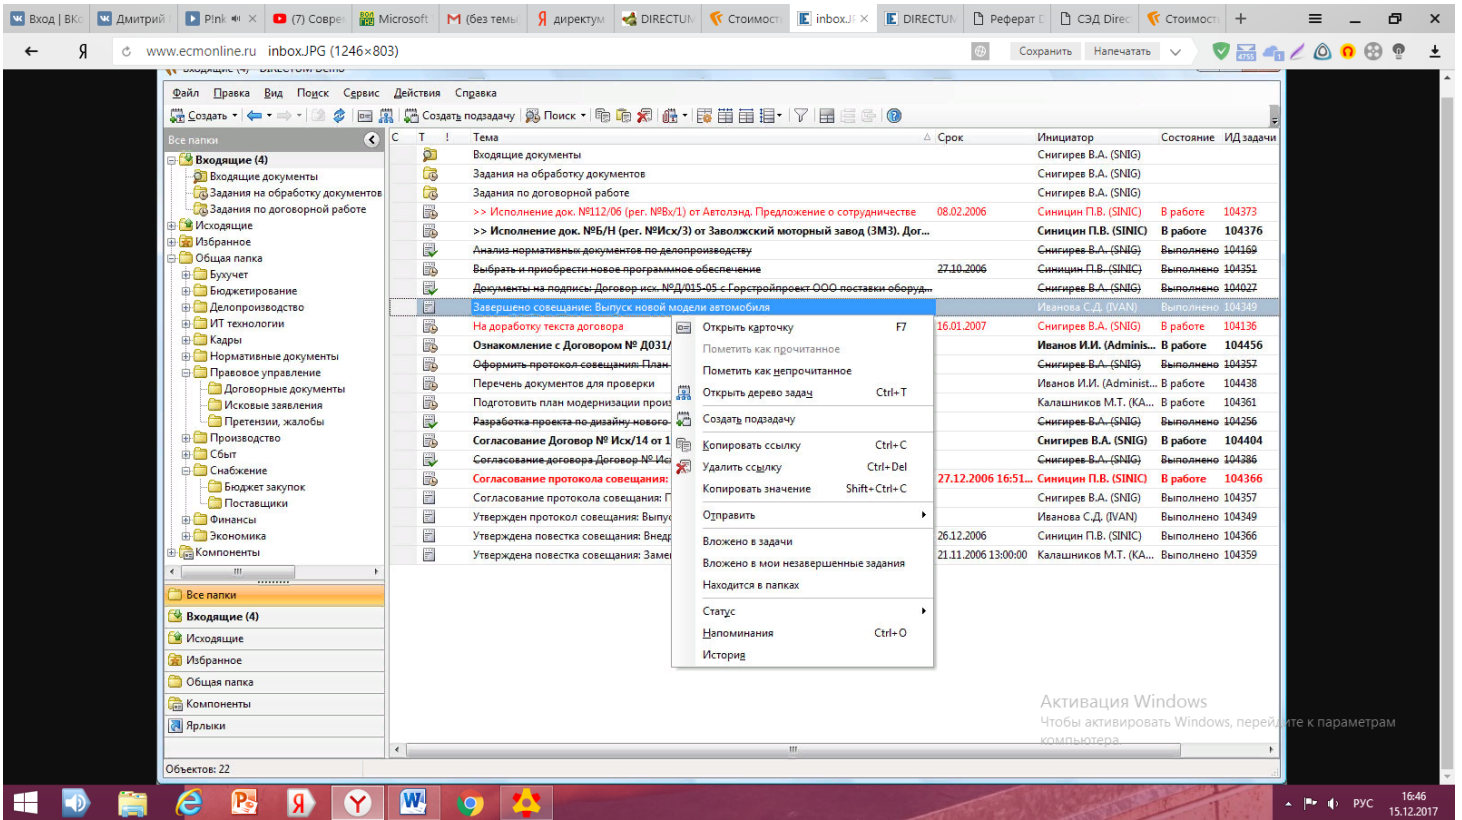 Вход | ВКо
Дмитрий
P!nk
(7) Совре
Microsoft
(без темы
директум
DIRECTUM
Стоимост
inbox.J
DIRECTUM
Реферат
СЭД Direc
Стоимост
www.ecmonline.ru inbox.JPG (1246×803)
Сохранить Напечатать
4755
Файл Правка Вид Поиск Сервис Действия Справка
Создать
Создать подзадачу Поиск
Все папки
Входящие (4)
Входящие документы
Задания на обработку документов
Задания по договорной работе
Исходящие
Избранное
Общая папка
Бухучет
Бюджетирование
Делопроизводство
ИТ технологии
Кадры
Нормативные документы
Правовое управление
Договорные документы
Исковые заявления
Претензии, жалобы
Производство
Сбыт
Снабжение
Бюджет закупок
Поставщики
Финансы
Экономика
Компоненты
Все папки
Входящие (4)
Исходящие
Избранное
Общая папка
Компоненты
Ярлыки
Объектов: 22
С Т ! Тема Срок Инициатор Состояние ИД задачи
Входящие документы Снигирев В.А. (SNIG)
Задания на обработку документов Снигирев В.А. (SNIG)
Задания по договорной работе Снигирев В.А. (SNIG)
>> Исполнение док. №112/06 (рег. №Вх/1) от Автолэнд. Предложение о сотрудничестве 08.02.2006 Синицин П.В. (SINIC) В работе 104373
>> Исполнение док. №Б/Н (рег. №Исх/3) от Заволжский моторный завод (ЗМЗ). Дог... Синицин П.В. (SINIC) В работе 104376
Анализ нормативных документов по делопроизводству Снигирев В.А. (SNIG) Выполнено 104169
Выбрать и приобрести новое программное обеспечение 27.10.2006 Синицин П.В. (SINIC) Выполнено 104351
Документы на подпись: Договор исх. №Д/015-05 с Горстройпроект ООО поставки оборуд... Снигирев В.А. (SNIG) Выполнено 104027
Завершено совещание: Выпуск новой модели автомобиля Иванова С.Д. (IVAN) Выполнено 104349
На доработку текста договора 16.01.2007 Снигирев В.А. (SNIG) В работе 104136
Ознакомление с Договором № Д031/ Иванов И.И. (Adminis... В работе 104456
Оформить протокол совещания: План Снигирев В.А. (SNIG) Выполнено 104357
Перечень документов для проверки Иванов И.И. (Administ... В работе 104438
Подготовить план модернизации произ Калашников М.Т. (KA... В работе 104361
Разработка проекта по дизайну нового Снигирев В.А. (SNIG) Выполнено 104256
Согласование Договор № Исх/14 от 1 Снигирев В.А. (SNIG) В работе 104404
Согласование договора Договор № Исх Снигирев В.А. (SNIG) Выполнено 104386
Согласование протокола совещания: 27.12.2006 16:51... Синицин П.В. (SINIC) В работе 104366
Согласование протокола совещания: П Снигирев В.А. (SNIG) Выполнено 104357
Утвержден протокол совещания: Выпу Иванова С.Д. (IVAN) Выполнено 104349
Утверждена повестка совещания: Внедр 26.12.2006 Синицин П.В. (SINIC) Выполнено 104366
Утверждена повестка совещания: Заме 21.11.2006 13:00:00 Калашников М.Т. (KA... Выполнено 104359
Открыть карточку F7
Пометить как прочитанное
Пометить как непрочитанное
Открыть дерево задач Ctrl+T
Создать подзадачу
Копировать ссылку Ctrl+C
Удалить ссылку Ctrl+Del
Копировать значение Shift+Ctrl+C
Отправить
Вложено в задачи
Вложено в мои незавершенные задания
Находится в папках
Статус
Напоминания Ctrl+O
История
Активация Windows
Чтобы активировать Windows, перейдите к параметрам
компьютера.
РУС
16:46
15.12.2017